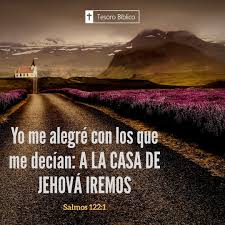 Tesoro Bíblico
Yo me alegré con los que
me decían: A LA CASA DE
JEHOVÁ IREMOS
Salmos 122:1